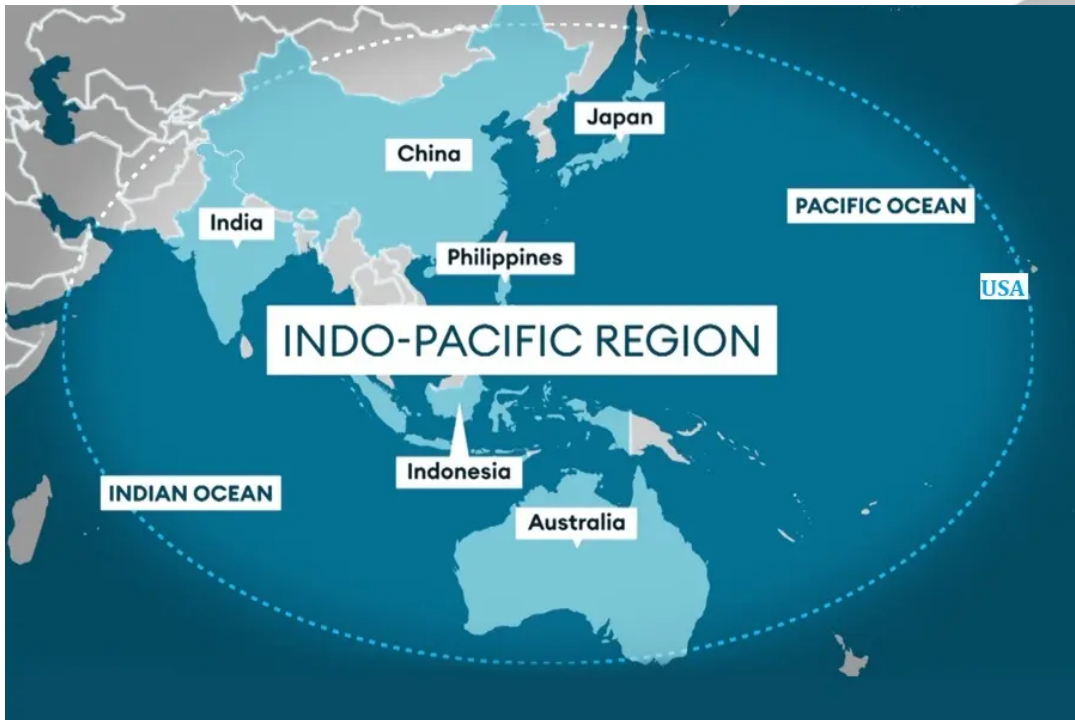 Japan
China
PACIFIC OCEAN
India
Philippines
USA
INDO-PACIFIC REGION
Indonesia
INDIAN OCEAN
Australia